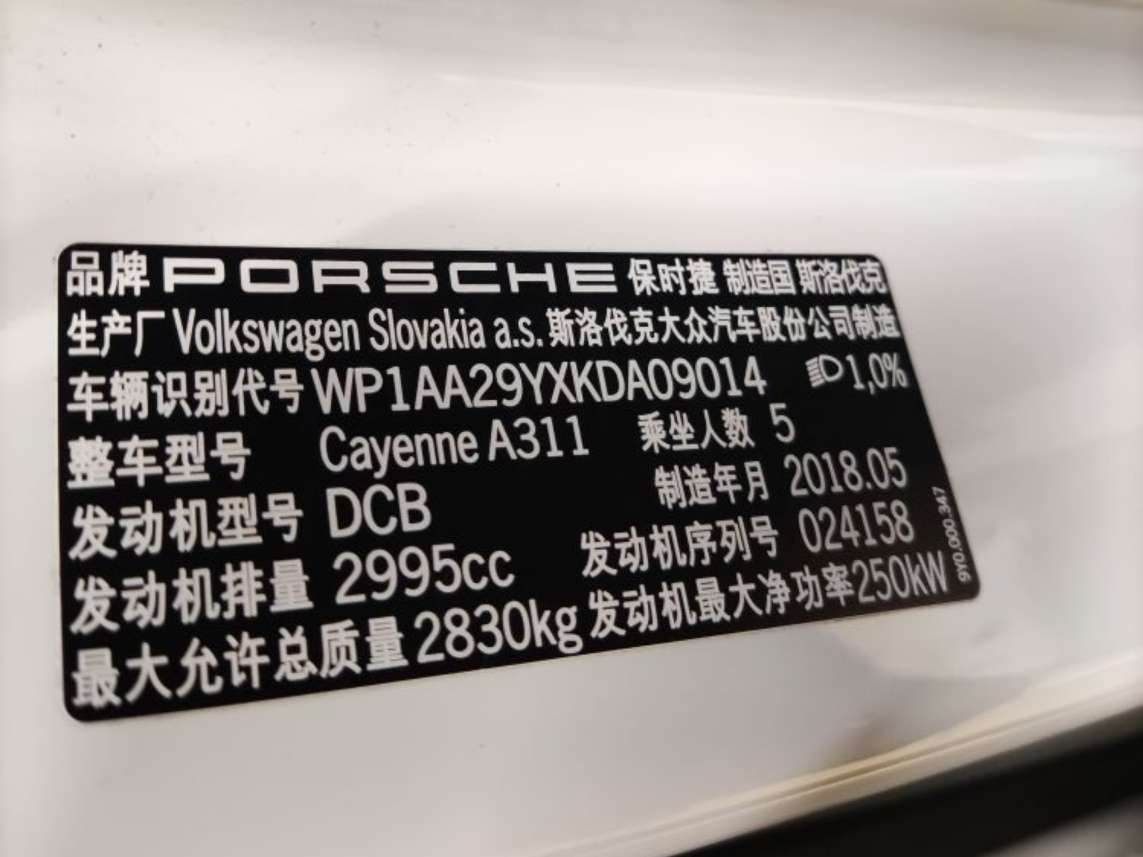 品牌 PORSCHE 保时捷 制造国 斯洛伐克
生产厂 Volkswagen Slovakia a.s. 斯洛伐克大众汽车股份公司制造
车辆识别代号 WP1AA29YXKDA09014 1,0%
整车型号 Cayenne A311 乘坐人数 5
发动机型号 DCB 制造年月 2018.05
发动机排量 2995cc 发动机序列号 024158
最大允许总质量 2830kg 发动机最大净功率 250kW
9Y0.000.347